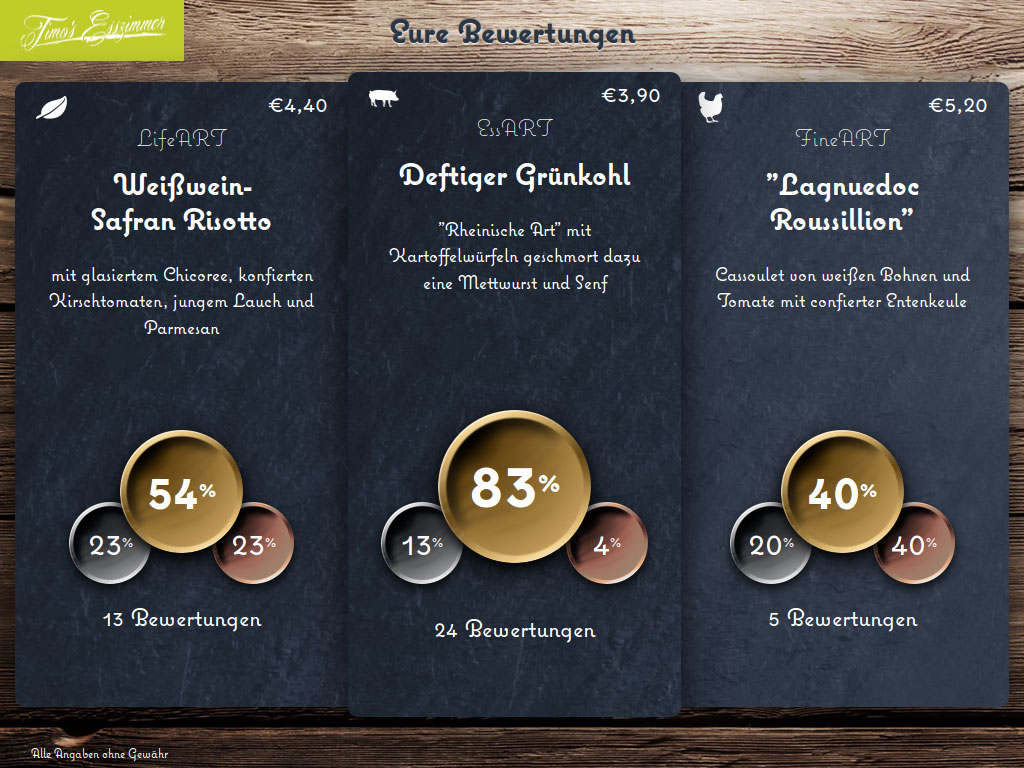 Timo's Esszimmer
Eure Bewertungen
€4,40
LifeART
Weißwein-
Safran Risotto
mit glasiertem Chicoree, konfierten
Kirschtomaten, jungem Lauch und
Parmesan
54%
23%
23%
13 Bewertungen
€3,90
EssART
Deftiger Grünkohl
"Rheinische Art" mit
Kartoffelwürfeln geschmort dazu
eine Mettwurst und Senf
83%
13%
4%
24 Bewertungen
€5,20
FineART
"Lagnuedoc
Roussillion"
Cassoulet von weißen Bohnen und
Tomate mit confierter Entenkeule
40%
20%
40%
5 Bewertungen
Alle Angaben ohne Gewähr